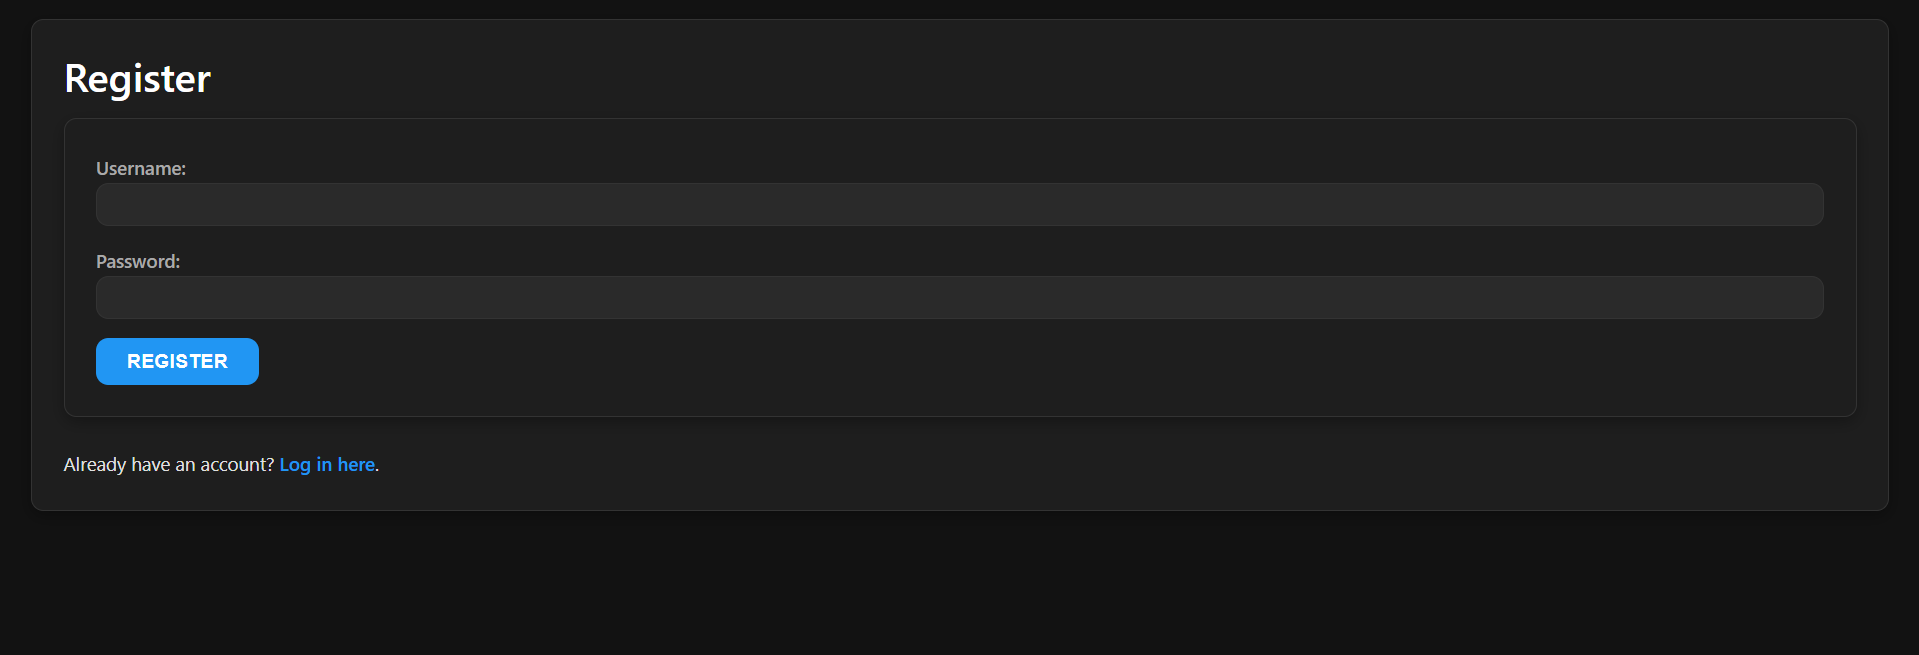 Register
Username:
Password:
REGISTER
Already have an account? Log in here.